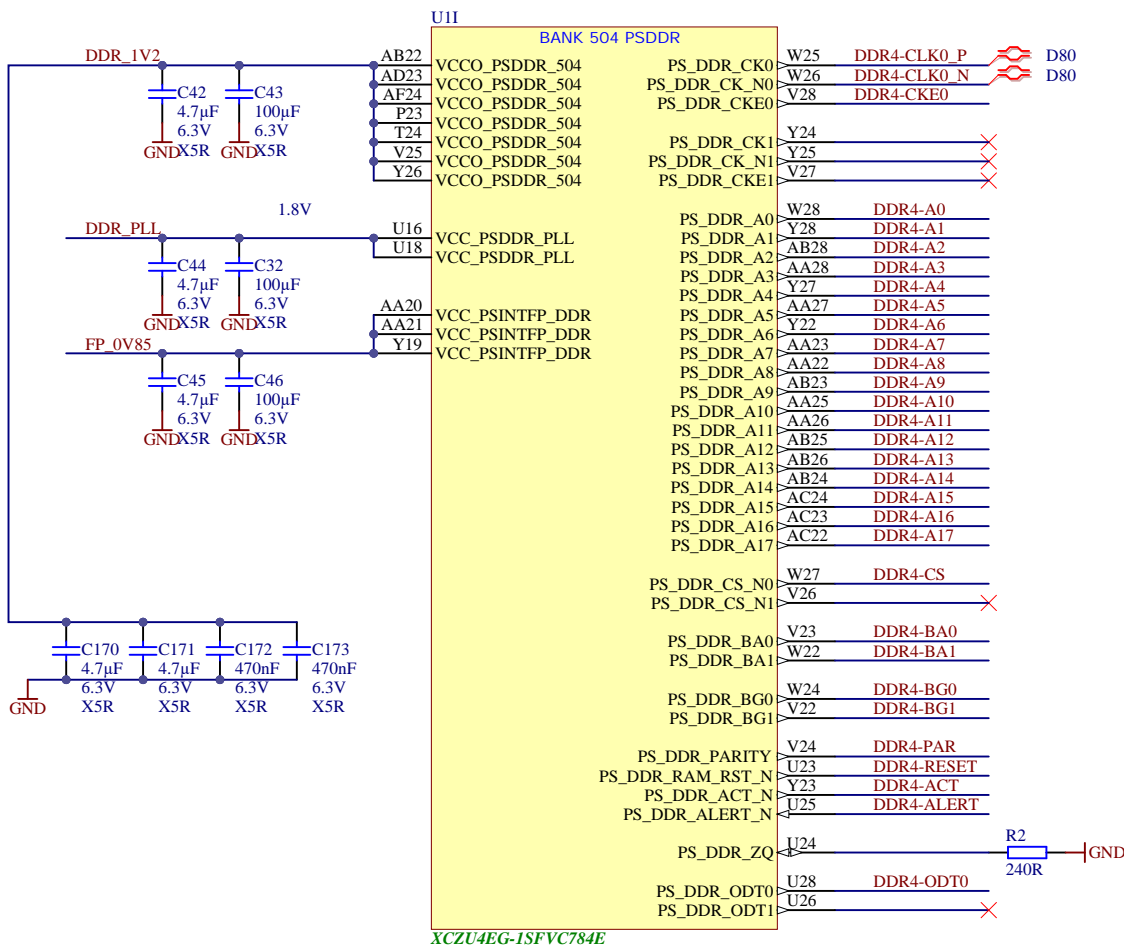 U1I
BANK 504 PSDDR
DDR_1V2
AB22 VCCO_PSDDR_504
AD23 VCCO_PSDDR_504
AF24 VCCO_PSDDR_504
P23 VCCO_PSDDR_504
T24 VCCO_PSDDR_504
V25 VCCO_PSDDR_504
Y26 VCCO_PSDDR_504
C42
4.7µF
6.3V
X5R
GND
C43
100µF
6.3V
X5R
GND
1.8V
DDR_PLL
U16 VCC_PSDDR_PLL
U18 VCC_PSDDR_PLL
C44
4.7µF
6.3V
X5R
GND
C32
100µF
6.3V
X5R
GND
AA20 VCC_PSINTFP_DDR
AA21 VCC_PSINTFP_DDR
FP_0V85
Y19 VCC_PSINTFP_DDR
C45
4.7µF
6.3V
X5R
GND
C46
100µF
6.3V
X5R
GND
C170
4.7µF
6.3V
X5R
C171
4.7µF
6.3V
X5R
C172
470nF
6.3V
X5R
C173
470nF
6.3V
X5R
GND
PS_DDR_CK0 W25 DDR4-CLK0_P D80
PS_DDR_CK_N0 W26 DDR4-CLK0_N D80
PS_DDR_CKE0 V28 DDR4-CKE0
PS_DDR_CK1 Y24
PS_DDR_CK_N1 Y25
PS_DDR_CKE1 V27
PS_DDR_A0 W28 DDR4-A0
PS_DDR_A1 Y28 DDR4-A1
PS_DDR_A2 AB28 DDR4-A2
PS_DDR_A3 AA28 DDR4-A3
PS_DDR_A4 Y27 DDR4-A4
PS_DDR_A5 AA27 DDR4-A5
PS_DDR_A6 Y22 DDR4-A6
PS_DDR_A7 AA23 DDR4-A7
PS_DDR_A8 AA22 DDR4-A8
PS_DDR_A9 AB23 DDR4-A9
PS_DDR_A10 AA25 DDR4-A10
PS_DDR_A11 AA26 DDR4-A11
PS_DDR_A12 AB25 DDR4-A12
PS_DDR_A13 AB26 DDR4-A13
PS_DDR_A14 AB24 DDR4-A14
PS_DDR_A15 AC24 DDR4-A15
PS_DDR_A16 AC23 DDR4-A16
PS_DDR_A17 AC22 DDR4-A17
PS_DDR_CS_N0 W27 DDR4-CS
PS_DDR_CS_N1 V26
PS_DDR_BA0 V23 DDR4-BA0
PS_DDR_BA1 W22 DDR4-BA1
PS_DDR_BG0 W24 DDR4-BG0
PS_DDR_BG1 V22 DDR4-BG1
PS_DDR_PARITY V24 DDR4-PAR
PS_DDR_RAM_RST_N U23 DDR4-RESET
PS_DDR_ACT_N Y23 DDR4-ACT
PS_DDR_ALERT_N U25 DDR4-ALERT
PS_DDR_ZQ U24
R2
240R
GND
PS_DDR_ODT0 U28 DDR4-ODT0
PS_DDR_ODT1 U26
XCZU4EG-1SFVC784E